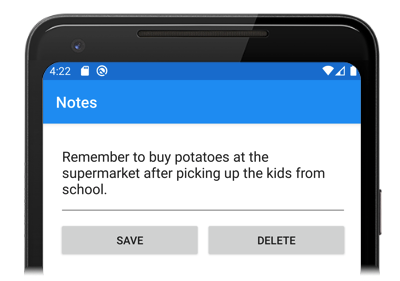 4:22
Notes
Remember to buy potatoes at the
supermarket after picking up the kids from
school.
SAVE DELETE